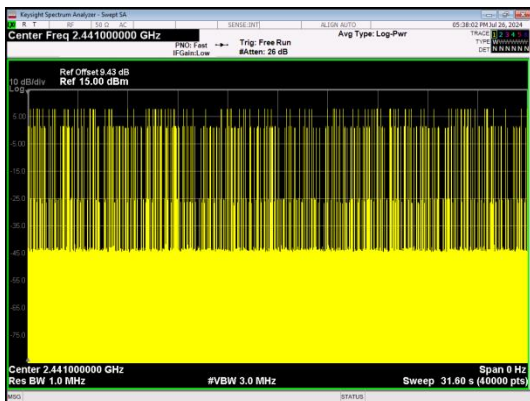 Keysight Spectrum Analyzer - Swept SA
R T RF 50 Ω AC SENSE:INT ALIGN AUTO 05:38:02 PM Jul 26, 2024
Center Freq 2.441000000 GHz
PNO: Fast
IFGain:Low
Trig: Free Run
#Atten: 26 dB
Avg Type: Log-Pwr
TRACE 1 2 3 4 5 6
TYPE
DET N N N N N N
Ref Offset 9.43 dB
10 dB/div Ref 15.00 dBm
Log
5.00
-5.00
-15.0
-25.0
-35.0
-45.0
-55.0
-65.0
-75.0
Center 2.441000000 GHz Span 0 Hz
Res BW 1.0 MHz #VBW 3.0 MHz Sweep 31.60 s (40000 pts)
MSG STATUS